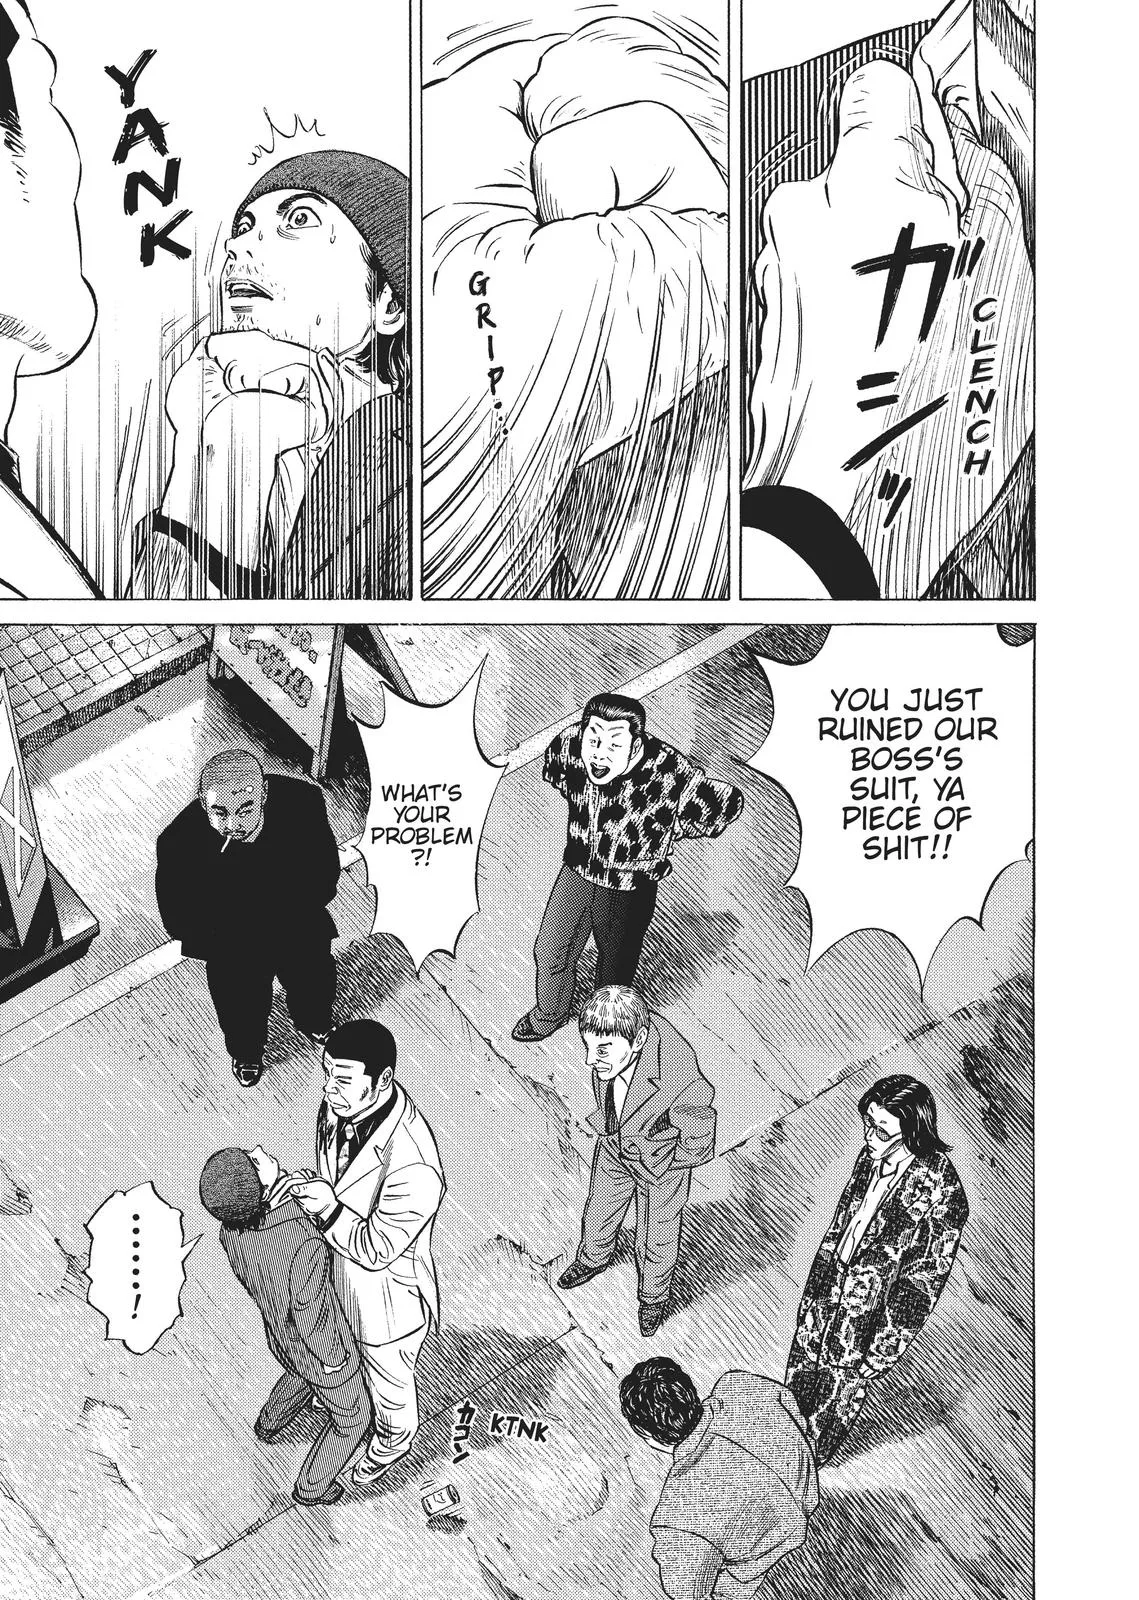 ガ
シ
ッ
CLENCH
GRIP...
YANK
YOU JUST
RUINED OUR
BOSS'S
SUIT, YA
PIECE OF
SHIT!!
WHAT'S
YOUR
PROBLEM
?!
......!
カコン
KTNK